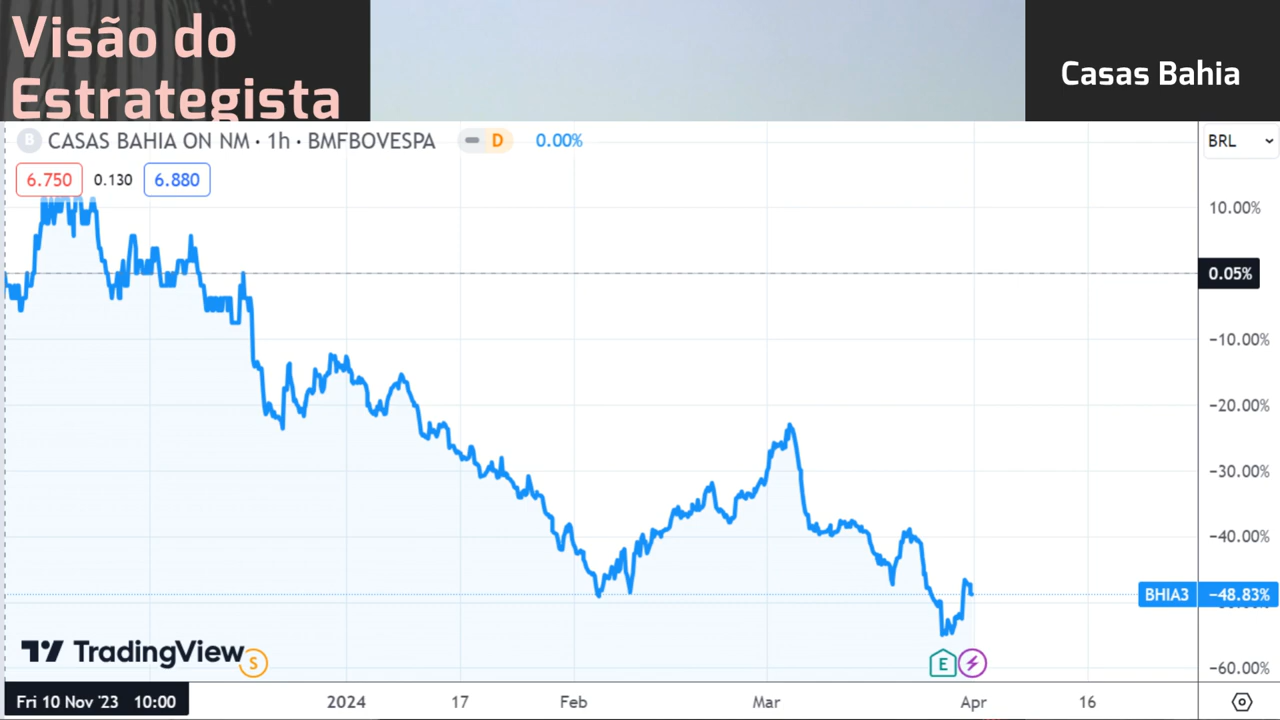 Visão do
Estrategista
Casas Bahia
B CASAS BAHIA ON NM · 1h · BMFBOVESPA D 0.00%
BRL
6.750 0.130 6.880
10.00%
0.05%
−10.00%
−20.00%
−30.00%
−40.00%
BHIA3 −48.83%
−60.00%
TradingView
S
E
Fri 10 Nov '23 10:00
2024
17
Feb
Mar
Apr
16